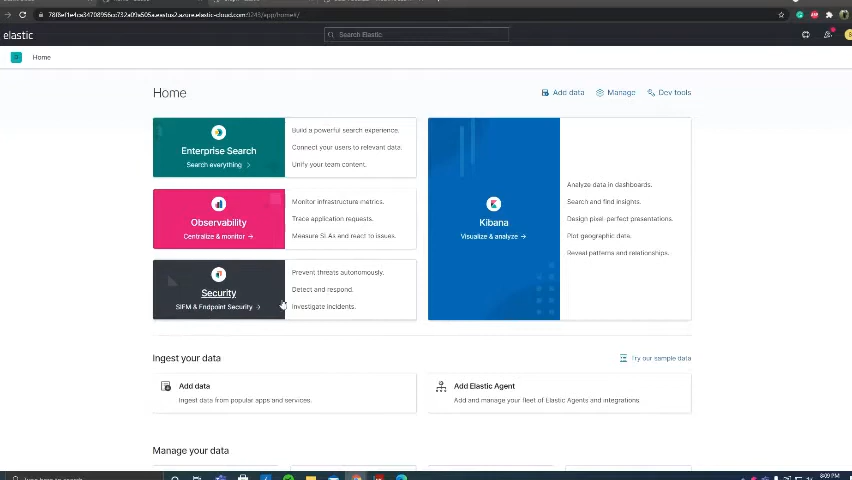 elastic
Search Elastic
Home
Home
Add data
Manage
Dev tools
Enterprise Search
Search everything
Build a powerful search experience.
Connect your users to relevant data.
Unify your team content.
Observability
Centralize & monitor
Monitor infrastructure metrics.
Trace application requests.
Measure SLAs and react to issues.
Security
SIEM & Endpoint Security
Prevent threats autonomously.
Detect and respond.
Investigate incidents.
Kibana
Visualize & analyze
Analyze data in dashboards.
Search and find insights.
Design pixel-perfect presentations.
Plot geographic data.
Reveal patterns and relationships.
Ingest your data
Try our sample data
Add data
Ingest data from popular apps and services.
Add Elastic Agent
Add and manage your fleet of Elastic Agents and integrations.
Manage your data
8:09 PM